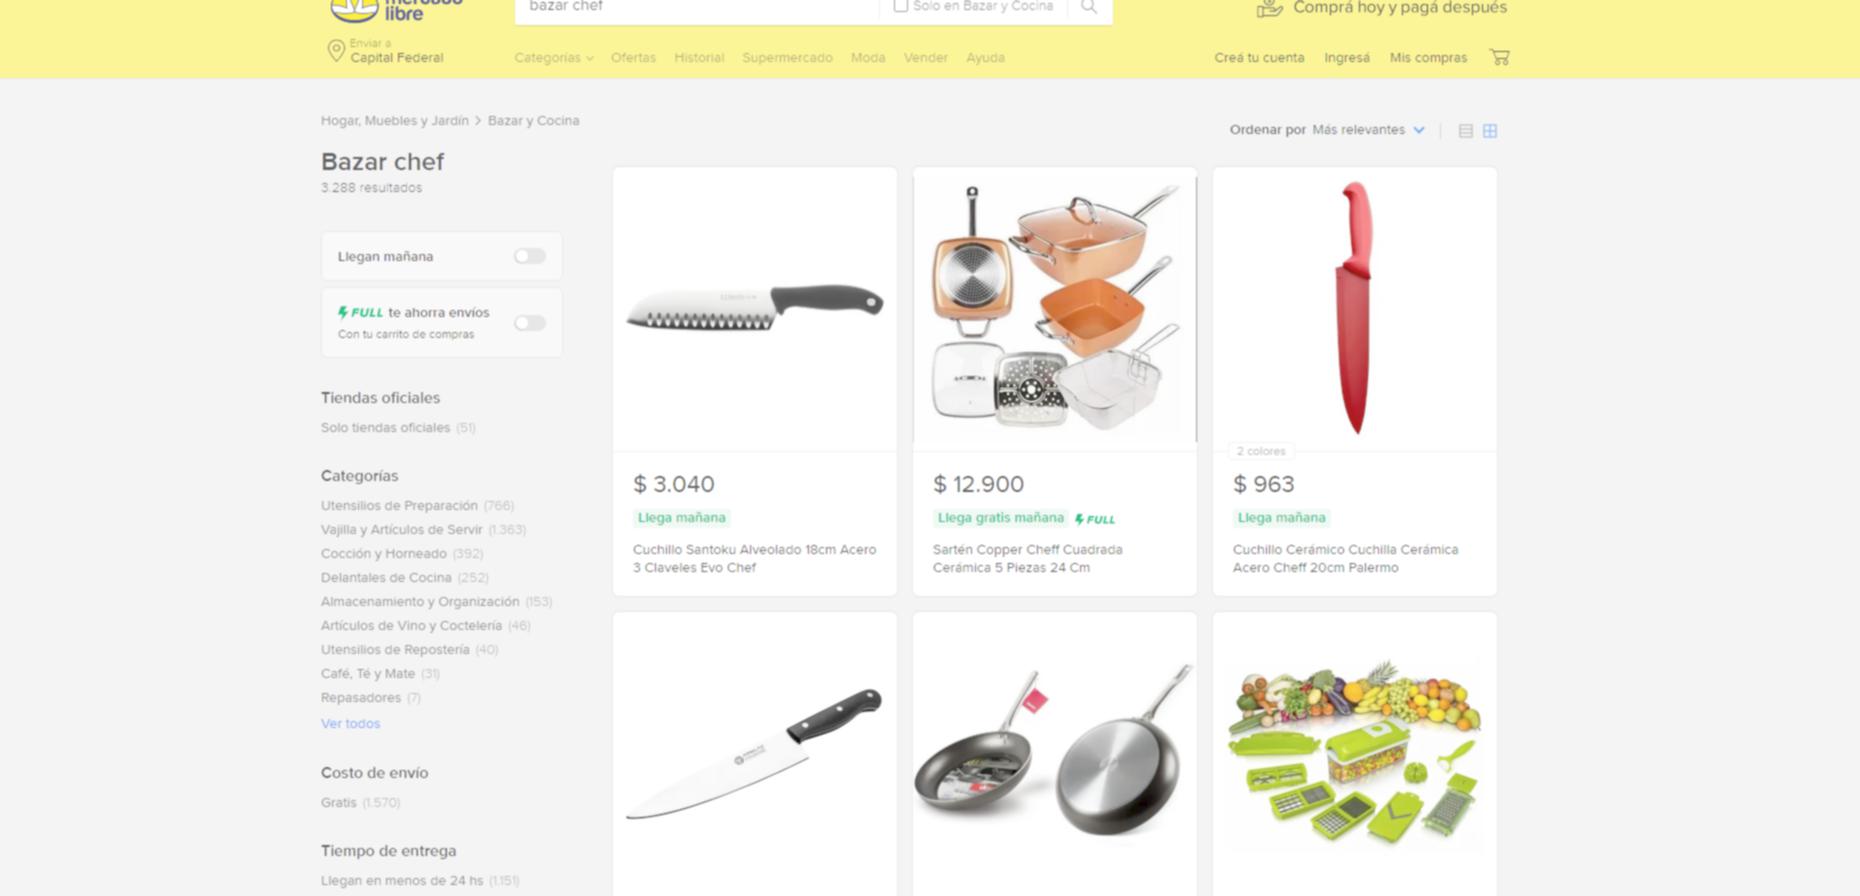 mercado
libre
bazar chef
Solo en Bazar y Cocina
Comprá hoy y pagá después
Enviar a
Capital Federal
Categorías
Ofertas
Historial
Supermercado
Moda
Vender
Ayuda
Creá tu cuenta
Ingresá
Mis compras
Hogar, Muebles y Jardín > Bazar y Cocina
Ordenar por Más relevantes
Bazar chef
3.288 resultados
Llegan mañana
FULL te ahorra envíos
Con tu carrito de compras
Tiendas oficiales
Solo tiendas oficiales (51)
Categorías
Utensilios de Preparación (766)
Vajilla y Artículos de Servir (1.363)
Cocción y Horneado (392)
Delantales de Cocina (252)
Almacenamiento y Organización (153)
Artículos de Vino y Coctelería (46)
Utensilios de Repostería (40)
Café, Té y Mate (31)
Repasadores (7)
Ver todos
Costo de envío
Gratis (1.570)
Tiempo de entrega
Llegan en menos de 24 hs (1.151)
$ 3.040
Llega mañana
Cuchillo Santoku Alveolado 18cm Acero
3 Claveles Evo Chef
$ 12.900
Llega gratis mañana FULL
Sartén Copper Cheff Cuadrada
Cerámica 5 Piezas 24 Cm
2 colores
$ 963
Llega mañana
Cuchillo Cerámico Cuchilla Cerámica
Acero Cheff 20cm Palermo